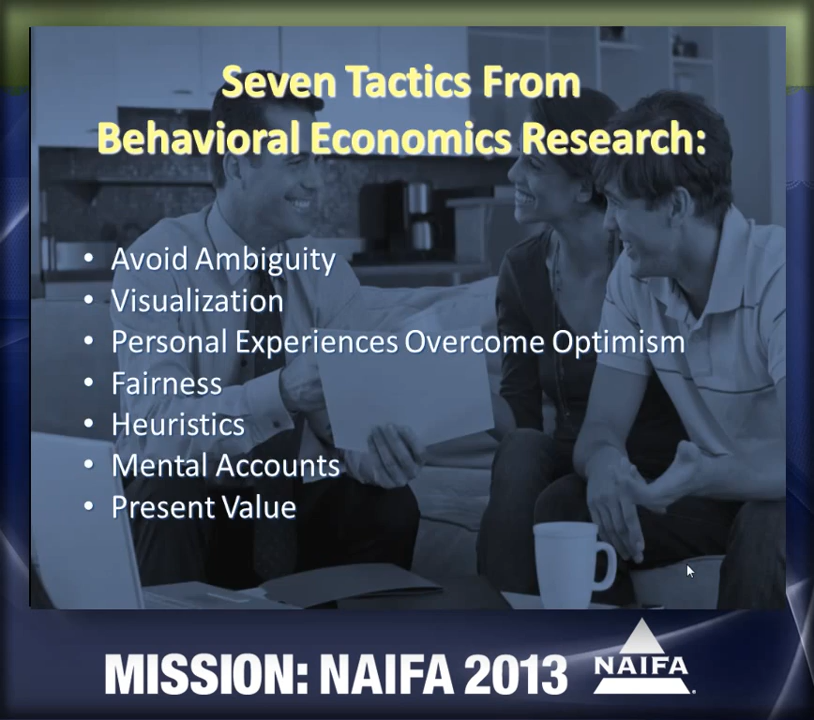 Seven Tactics From
Behavioral Economics Research:
• Avoid Ambiguity
• Visualization
• Personal Experiences Overcome Optimism
• Fairness
• Heuristics
• Mental Accounts
• Present Value
MISSION: NAIFA 2013
NAIFA